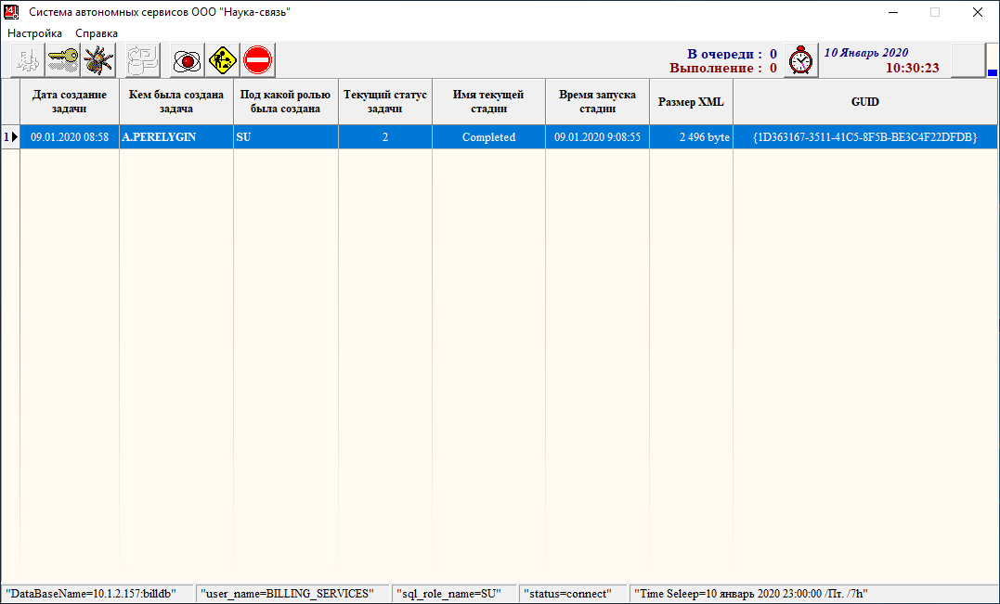 14
Система автономных сервисов ООО "Наука-связь"
Настройка Справка
В очереди : 0
Выполнение : 0
10 Январь 2020
10:30:23
Дата создание задачи
Кем была создана задача
Под какой ролью была создана
Текущий статус задачи
Имя текущей стадии
Время запуска стадии
Размер XML
GUID
1 09.01.2020 08:58 A.PERELYGIN SU 2 Completed 09.01.2020 9:08:55 2 496 byte {1D363167-3511-41C5-8F5B-BE3C4F22DFDB}
"DataBaseName=10.1.2.157:billdb" "user_name=BILLING_SERVICES" "sql_role_name=SU" "status=connect" "Time Seleep=10 январь 2020 23:00:00 /Пт. /7h"